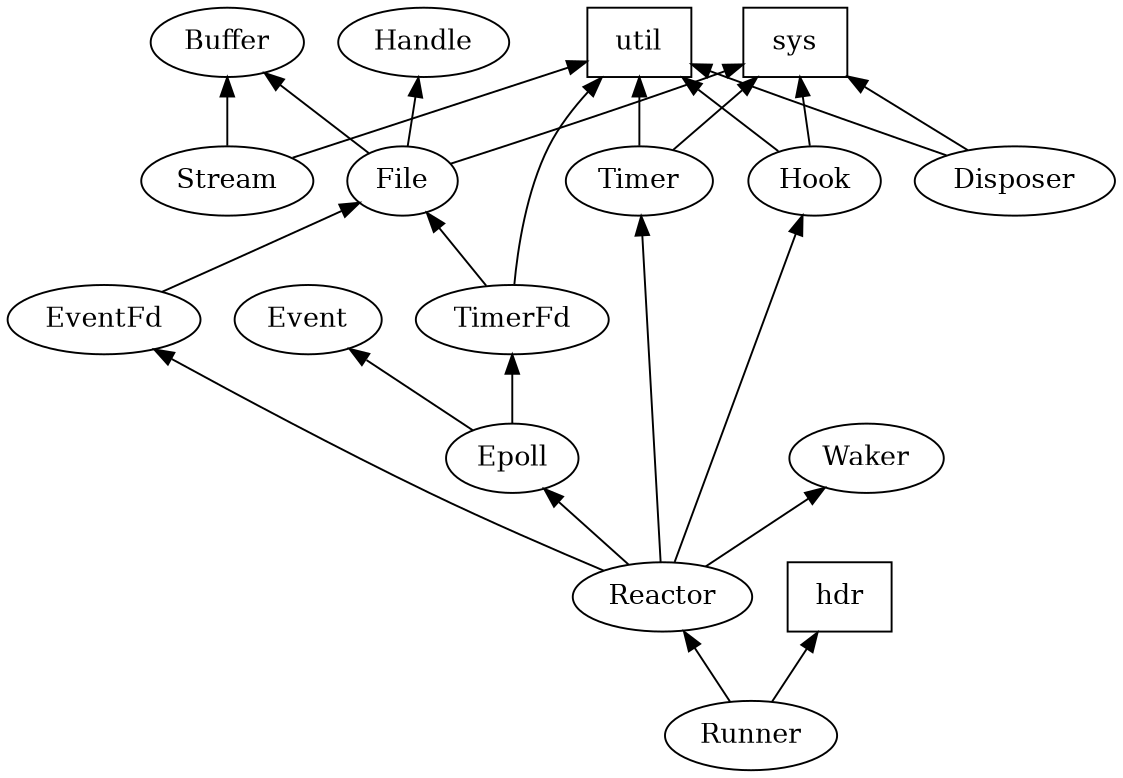 Buffer
Handle
util
sys
Stream
File
Timer
Hook
Disposer
EventFd
Event
TimerFd
Epoll
Waker
Reactor
hdr
Runner